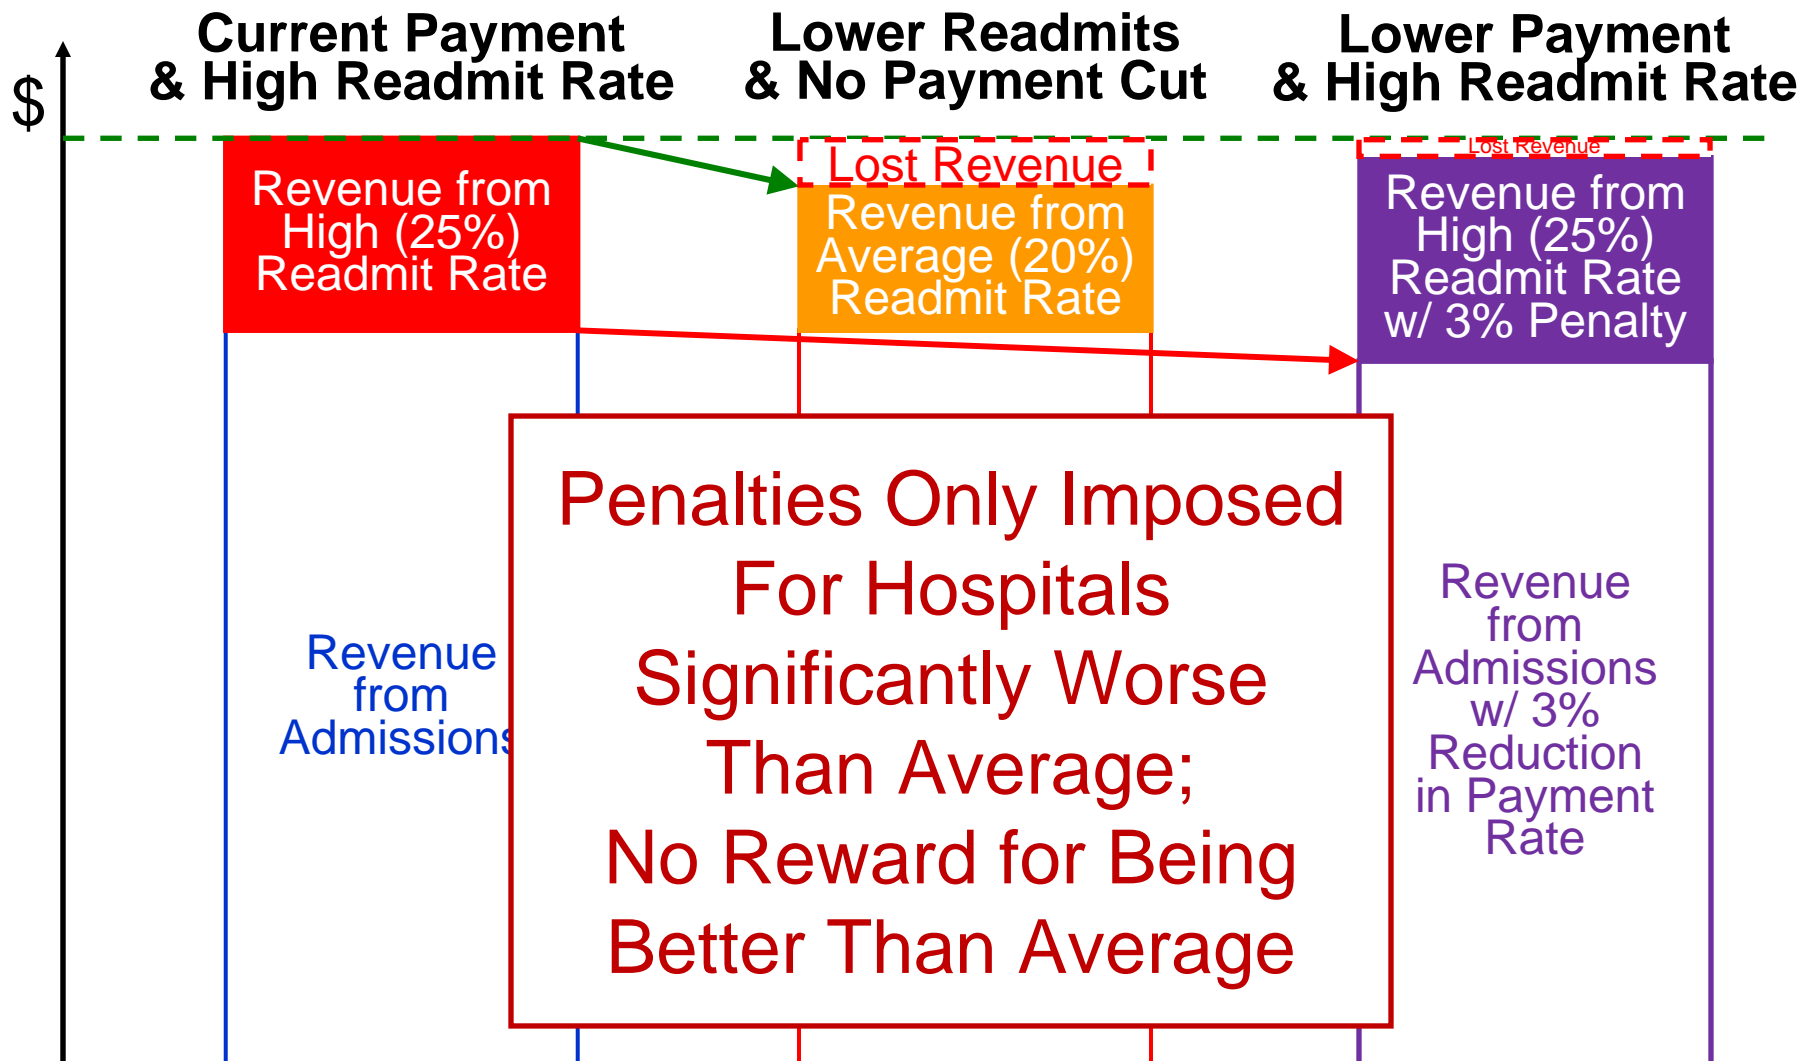 $
Current Payment
& High Readmit Rate
Lower Readmits
& No Payment Cut
Lower Payment
& High Readmit Rate
Revenue from
High (25%)
Readmit Rate
Lost Revenue
Revenue from
Average (20%)
Readmit Rate
Lost Revenue
Revenue from
High (25%)
Readmit Rate
w/ 3% Penalty
Revenue
from
Admissions
Penalties Only Imposed
For Hospitals
Significantly Worse
Than Average;
No Reward for Being
Better Than Average
Revenue
from
Admissions
w/ 3%
Reduction
in Payment
Rate